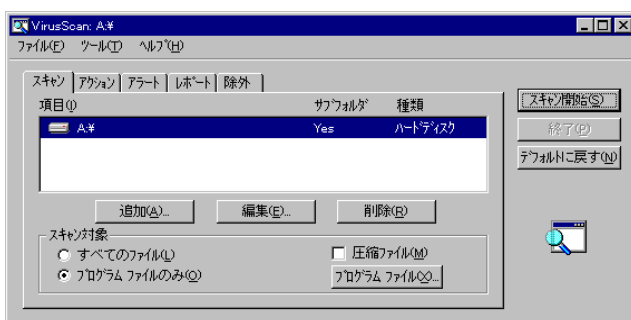 VirusScan: A:¥
ファイル(F) ツール(T) ヘルプ(H)
スキャン アクション アラート レポート 除外
項目(I) サブフォルダ 種類
A:¥ Yes ハードディスク
追加(A)... 編集(E)... 削除(R)
スキャン対象
すべてのファイル(L)
プログラム ファイルのみ(O)
圧縮ファイル(M)
プログラム ファイル(X)...
スキャン開始(S)
終了(P)
デフォルトに戻す(N)